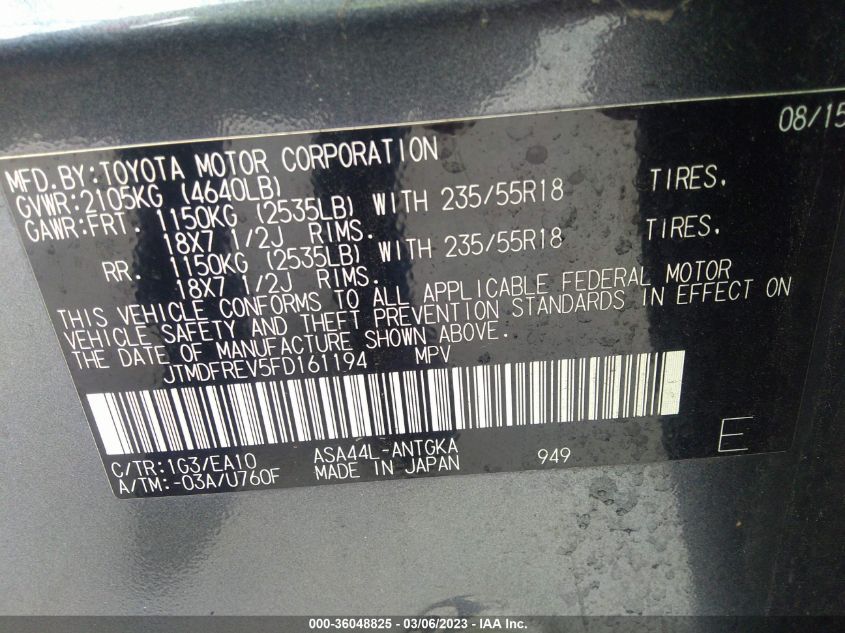 08/15
MFD.BY:TOYOTA MOTOR CORPORATION
GVWR:2105KG (4640LB)
GAWR:FRT. 1150KG (2535LB) WITH 235/55R18 TIRES,
18X7 1/2J RIMS.
RR. 1150KG (2535LB) WITH 235/55R18 TIRES,
18X7 1/2J RIMS.
THIS VEHICLE CONFORMS TO ALL APPLICABLE FEDERAL MOTOR
VEHICLE SAFETY AND THEFT PREVENTION STANDARDS IN EFFECT ON
THE DATE OF MANUFACTURE SHOWN ABOVE.
JTMDFREV5FD161194 MPV
C/TR:1G3/EA10 ASA44L-ANTGKA 949 E
A/TM:-03A/U760F MADE IN JAPAN
000-36048825 - 03/06/2023 - IAA Inc.